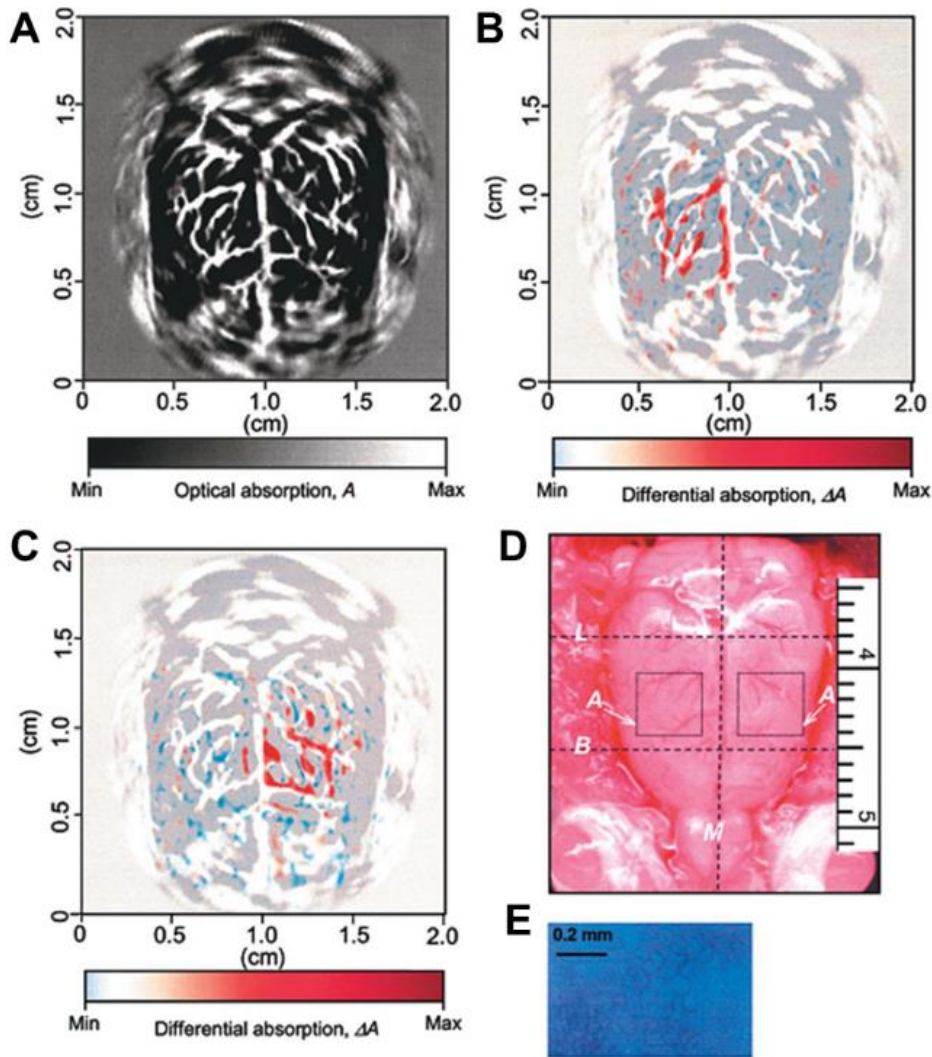 A
2.0
1.5
1.0
0.5
0
(cm)
0
0.5
1.0
1.5
2.0
(cm)
Min
Optical absorption, A
Max
B
2.0
1.5
1.0
0.5
0
(cm)
0
0.5
1.0
1.5
2.0
(cm)
Min
Differential absorption, ΔA
Max
C
2.0
1.5
1.0
0.5
0
(cm)
0
0.5
1.0
1.5
2.0
(cm)
Min
Differential absorption, ΔA
Max
D
L
4
A
A
B
5
M
E
0.2 mm